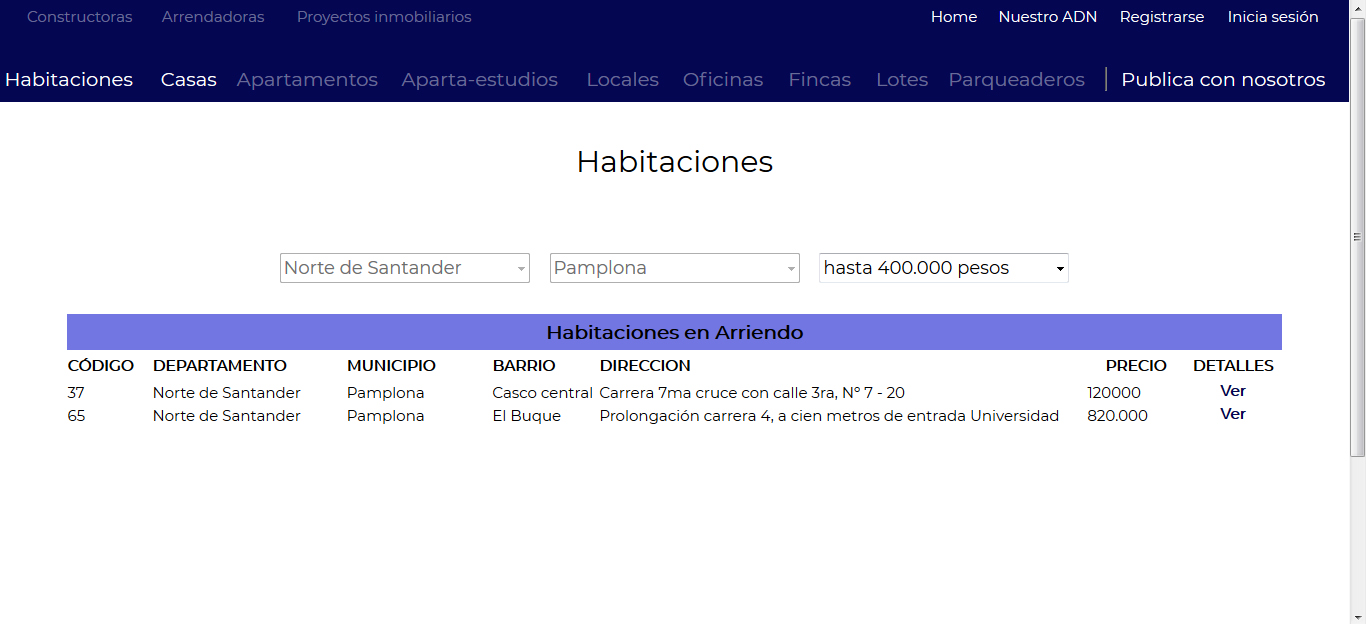 Constructoras Arrendadoras Proyectos inmobiliarios Home Nuestro ADN Registrarse Inicia sesión
Habitaciones Casas Apartamentos Aparta-estudios Locales Oficinas Fincas Lotes Parqueaderos | Publica con nosotros
Habitaciones
Norte de Santander Pamplona hasta 400.000 pesos
Habitaciones en Arriendo
CÓDIGO DEPARTAMENTO MUNICIPIO BARRIO DIRECCION PRECIO DETALLES
37 Norte de Santander Pamplona Casco central Carrera 7ma cruce con calle 3ra, Nº 7 - 20 120000 Ver
65 Norte de Santander Pamplona El Buque Prolongación carrera 4, a cien metros de entrada Universidad 820.000 Ver